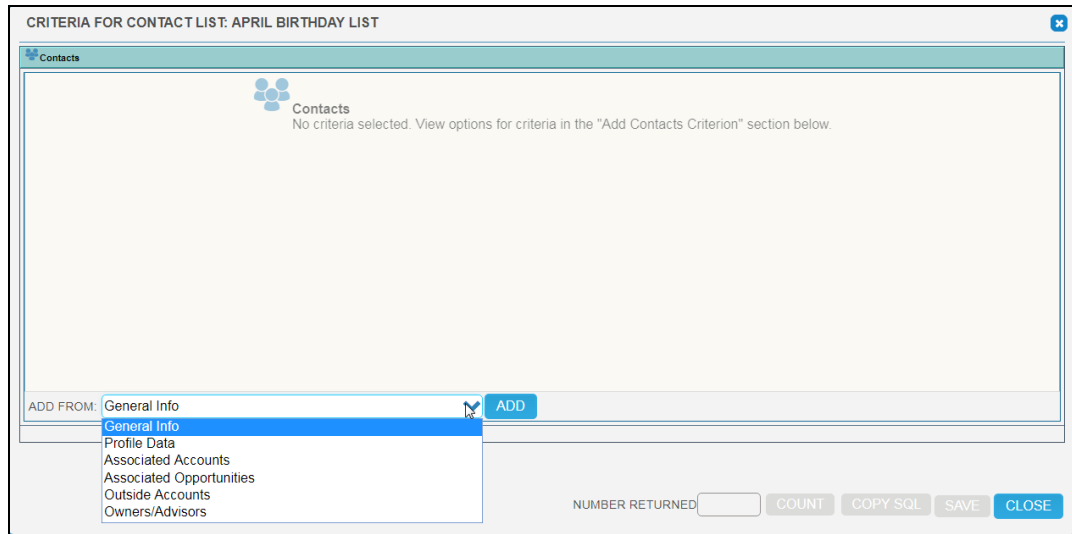 CRITERIA FOR CONTACT LIST: APRIL BIRTHDAY LIST
Contacts
Contacts
No criteria selected. View options for criteria in the "Add Contacts Criterion" section below.
ADD FROM: General Info ADD
General Info
Profile Data
Associated Accounts
Associated Opportunities
Outside Accounts
Owners/Advisors
NUMBER RETURNED COUNT COPY SQL SAVE CLOSE